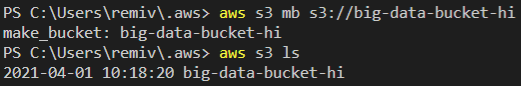 PS C:\Users\remiv\.aws> aws s3 mb s3://big-data-bucket-hi
make_bucket: big-data-bucket-hi
PS C:\Users\remiv\.aws> aws s3 ls
2021-04-01 10:18:20 big-data-bucket-hi